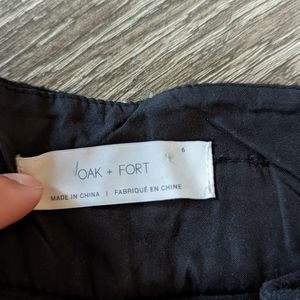 6
OAK + FORT
MADE IN CHINA | FABRIQUÉ EN CHINE